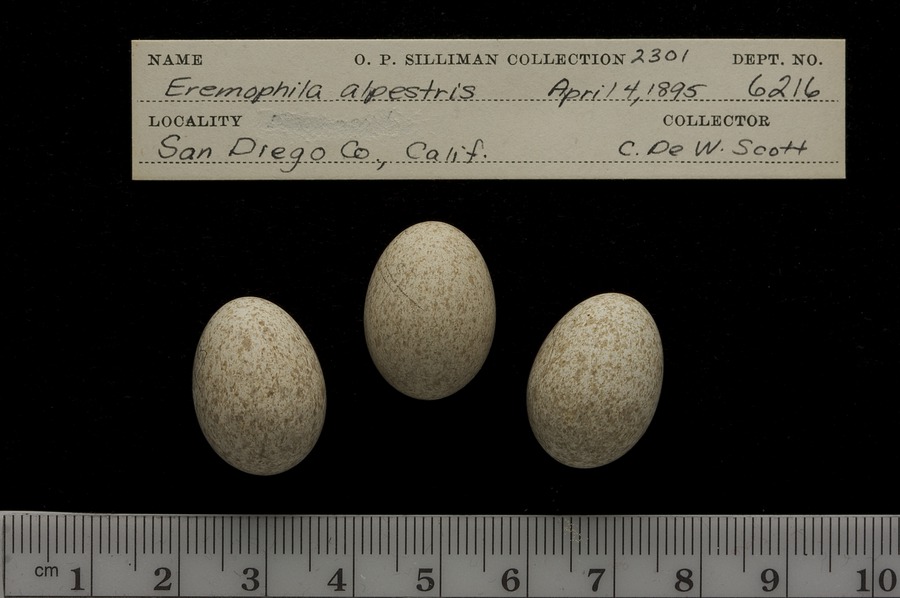 NAME O. P. SILLIMAN COLLECTION 2301 DEPT. NO.
Eremophila alpestris April 4, 1895 6216
LOCALITY COLLECTOR
San Diego Co., Calif. C. De W. Scott
cm 1 2 3 4 5 6 7 8 9 10